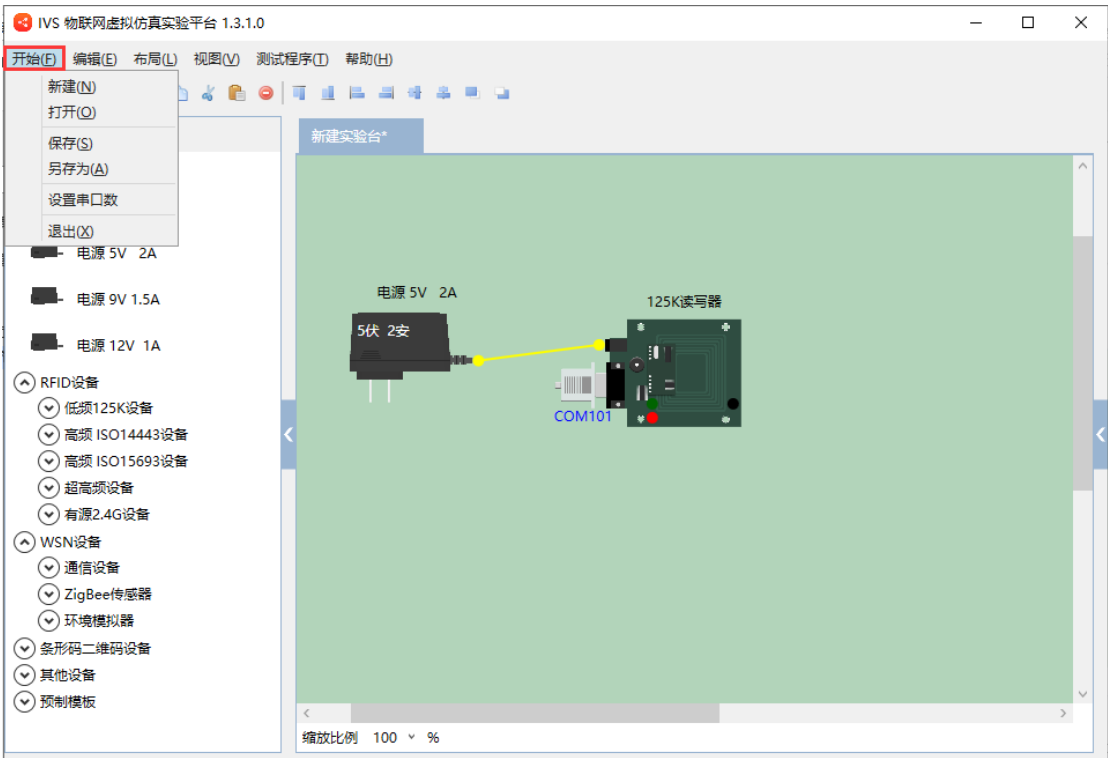 IVS 物联网虚拟仿真实验平台 1.3.1.0
开始(F) 编辑(E) 布局(L) 视图(V) 测试程序(T) 帮助(H)
新建(N)
打开(O)
保存(S)
另存为(A)
设置串口数
退出(X)
电源 5V 2A
电源 9V 1.5A
电源 12V 1A
RFID设备
低频125K设备
高频 ISO14443设备
高频 ISO15693设备
超高频设备
有源2.4G设备
WSN设备
通信设备
ZigBee传感器
环境模拟器
条形码二维码设备
其他设备
预制模板
新建实验台*
电源 5V 2A
5伏 2安
125K读写器
COM101
缩放比例 100 %